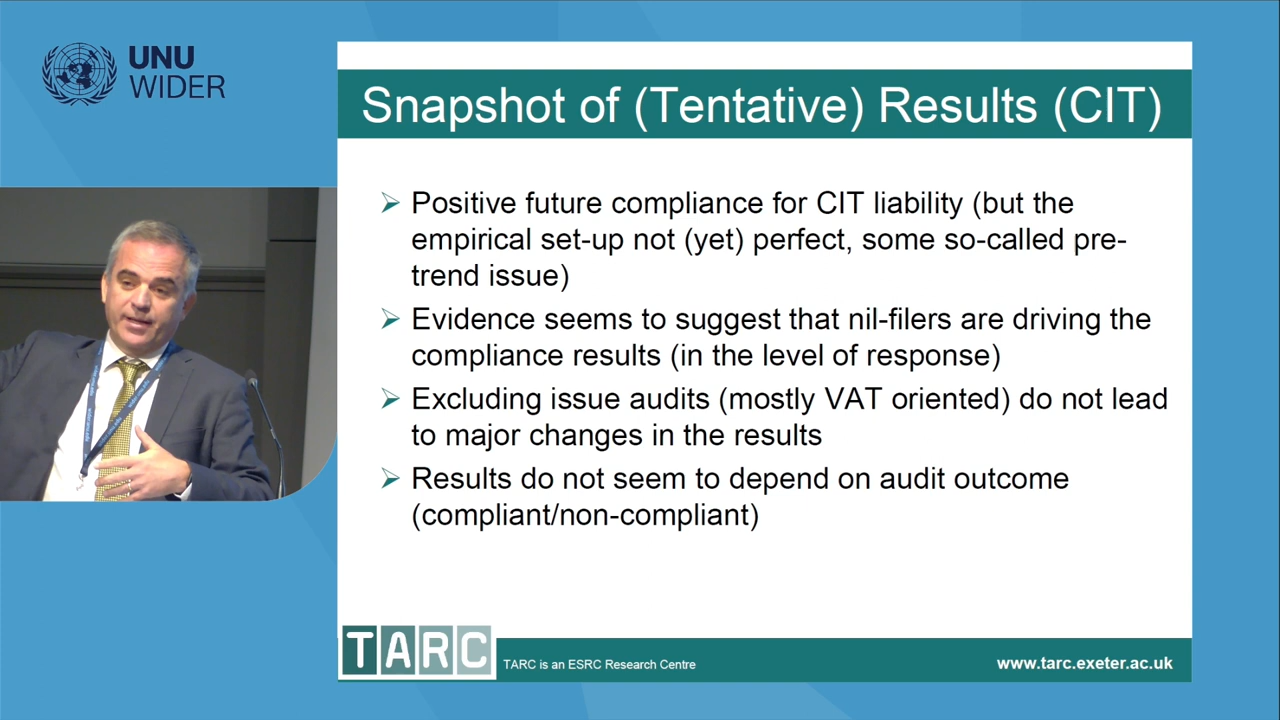 UNU
WIDER
Snapshot of (Tentative) Results (CIT)
Positive future compliance for CIT liability (but the
empirical set-up not (yet) perfect, some so-called pre-
trend issue)
Evidence seems to suggest that nil-filers are driving the
compliance results (in the level of response)
Excluding issue audits (mostly VAT oriented) do not lead
to major changes in the results
Results do not seem to depend on audit outcome
(compliant/non-compliant)
TARC
TARC is an ESRC Research Centre
www.tarc.exeter.ac.uk